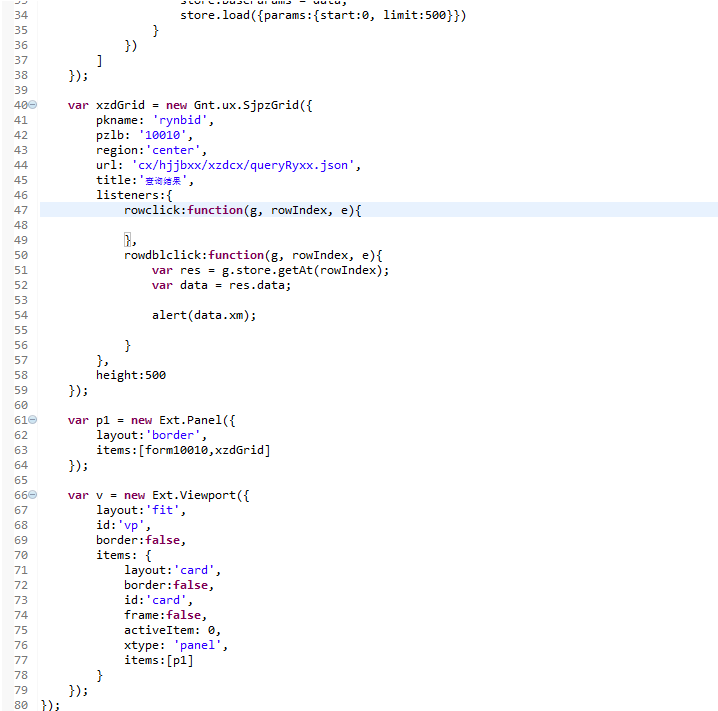 33 store.baseParams = data;
34 store.load({params:{start:0, limit:500}})
35 }
36 })
37 ]
38 });
39
40 var xzdGrid = new Gnt.ux.SjpzGrid({
41 pkname: 'rynbid',
42 pzlb: '10010',
43 region:'center',
44 url: 'cx/hjjbxx/xzdcx/queryRyxx.json',
45 title:'查询结果',
46 listeners:{
47 rowclick:function(g, rowIndex, e){
48
49 },
50 rowdblclick:function(g, rowIndex, e){
51 var res = g.store.getAt(rowIndex);
52 var data = res.data;
53
54 alert(data.xm);
55
56 }
57 },
58 height:500
59 });
60
61 var p1 = new Ext.Panel({
62 layout:'border',
63 items:[form10010,xzdGrid]
64 });
65
66 var v = new Ext.Viewport({
67 layout:'fit',
68 id:'vp',
69 border:false,
70 items: {
71 layout:'card',
72 border:false,
73 id:'card',
74 frame:false,
75 activeItem: 0,
76 xtype: 'panel',
77 items:[p1]
78 }
79 });
80 });